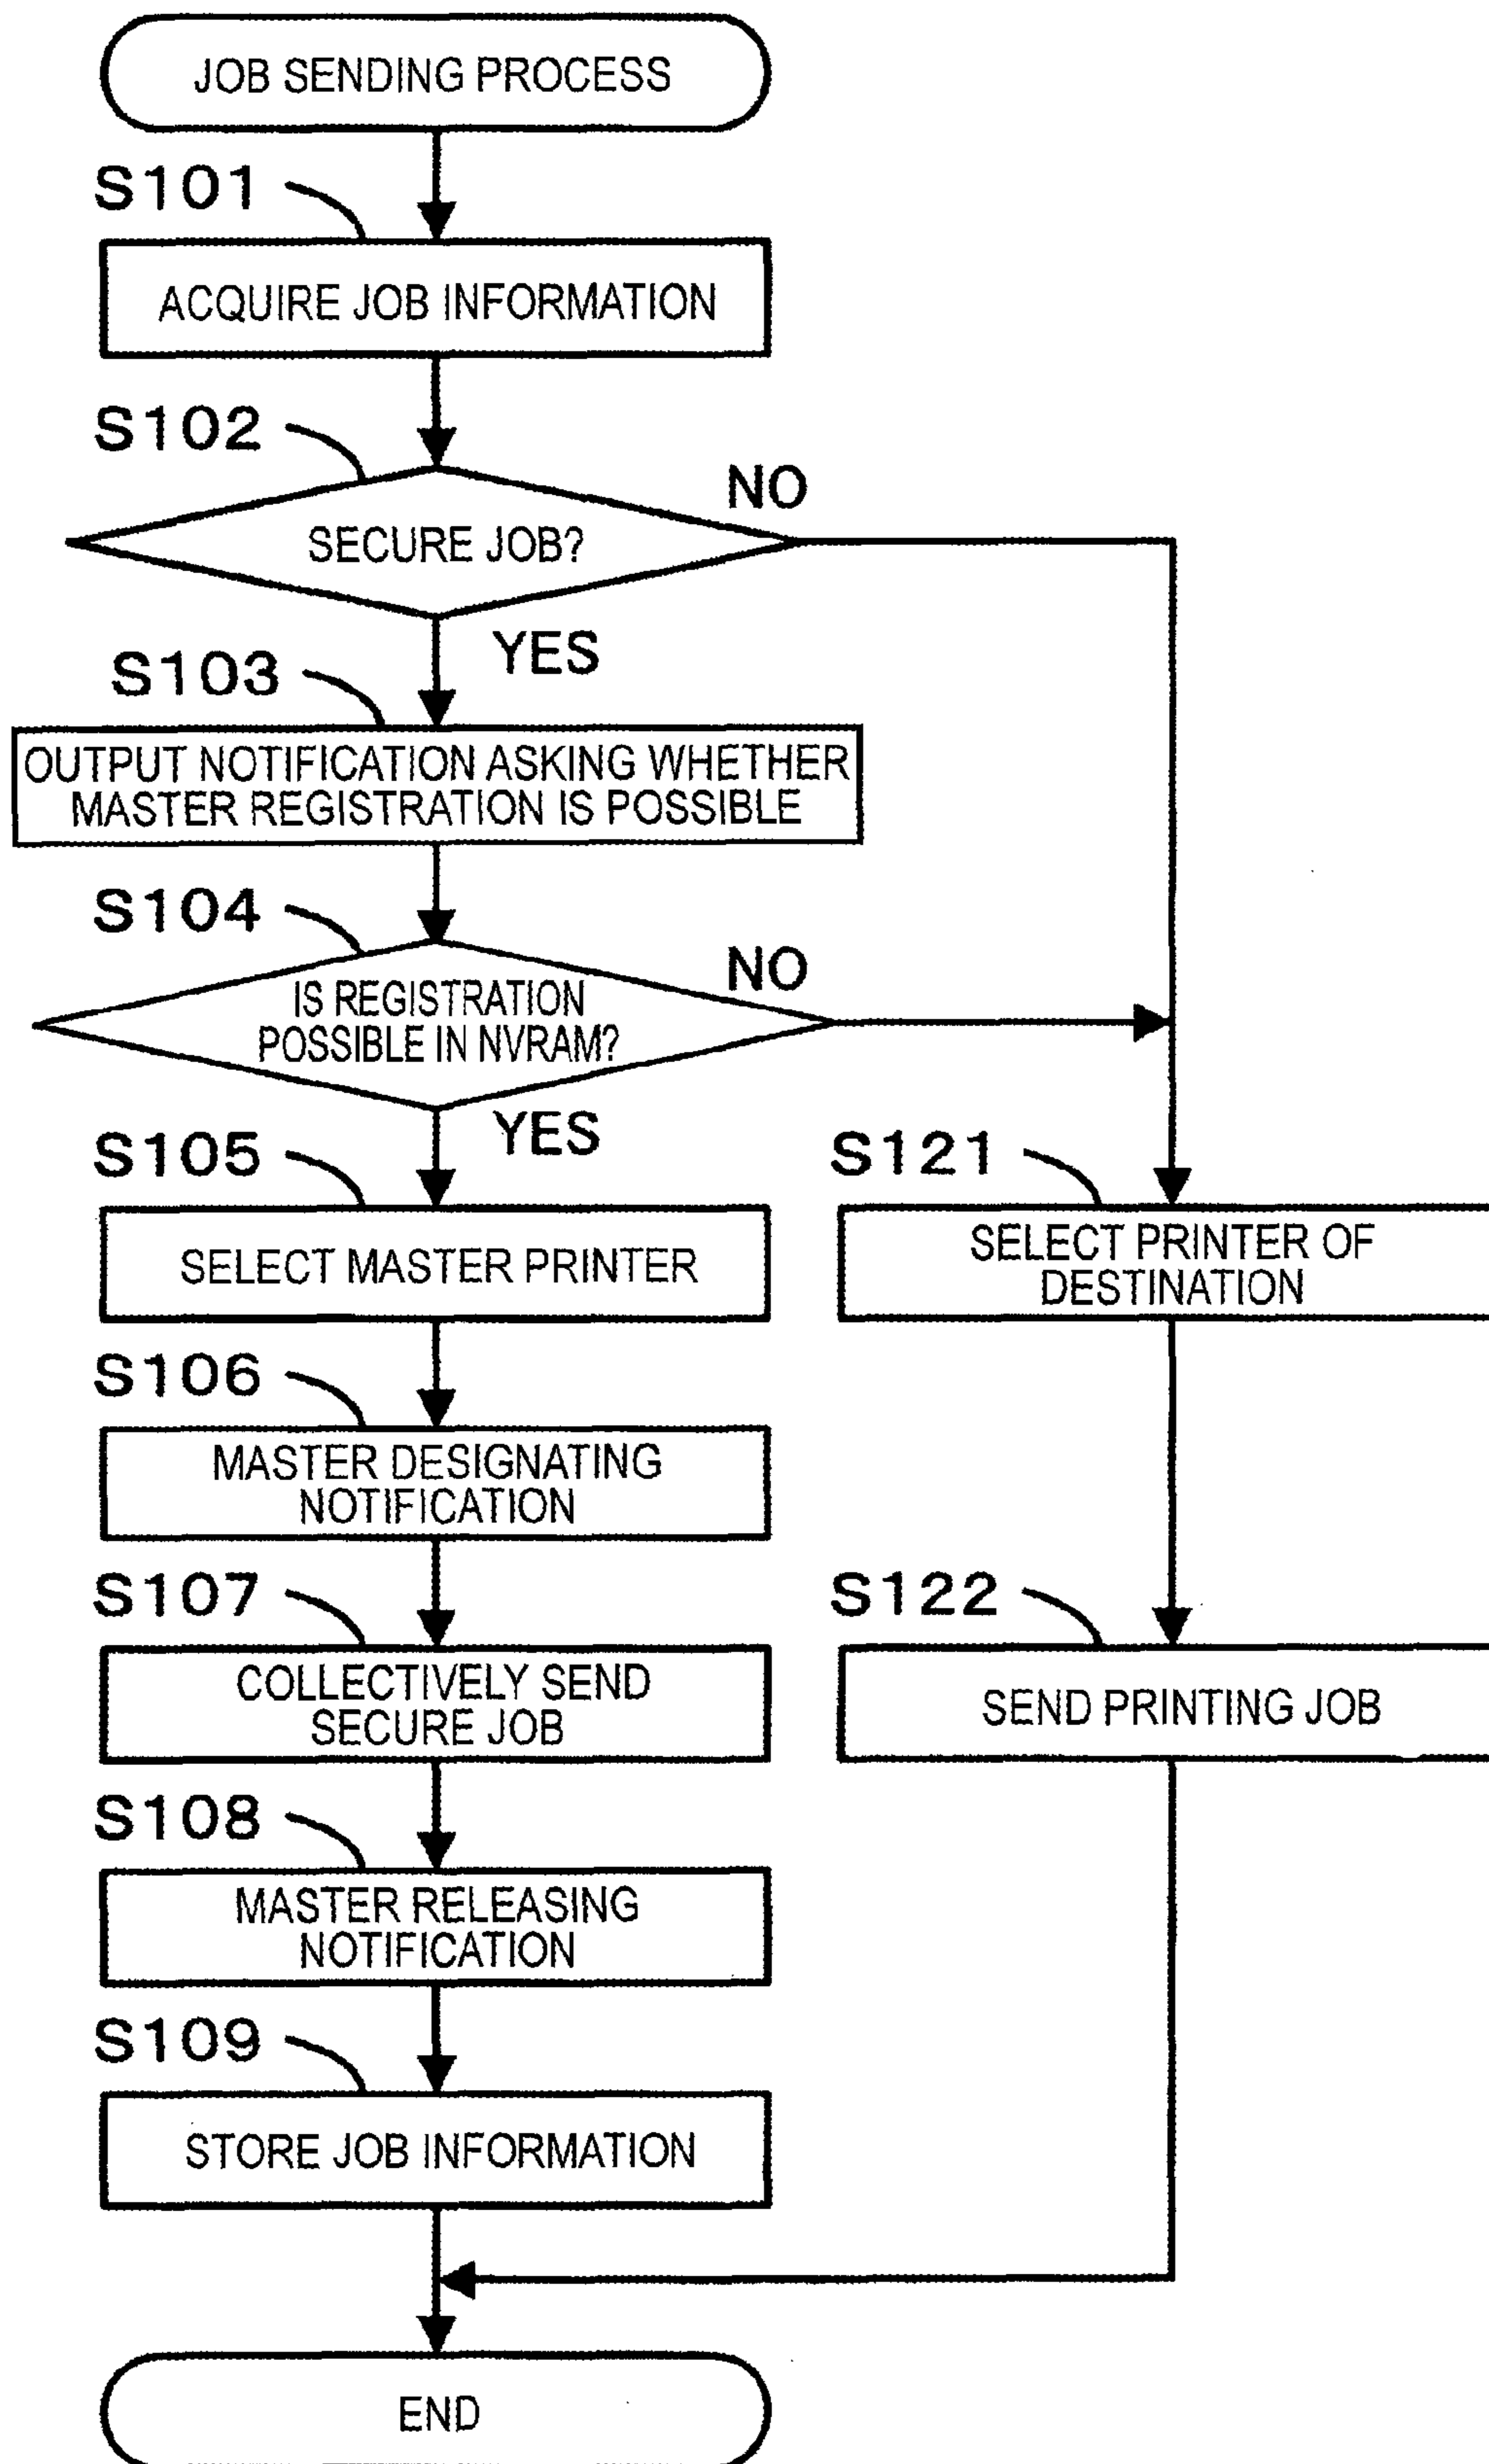 JOB SENDING PROCESS
S101
ACQUIRE JOB INFORMATION
S102
NO
SECURE JOB?
YES
S103
OUTPUT NOTIFICATION ASKING WHETHER
MASTER REGISTRATION IS POSSIBLE
S104
NO
IS REGISTRATION
POSSIBLE IN NVRAM?
YES
S105
SELECT MASTER PRINTER
S106
MASTER DESIGNATING
NOTIFICATION
S107
COLLECTIVELY SEND
SECURE JOB
S108
MASTER RELEASING
NOTIFICATION
S109
STORE JOB INFORMATION
S121
SELECT PRINTER OF
DESTINATION
S122
SEND PRINTING JOB
END